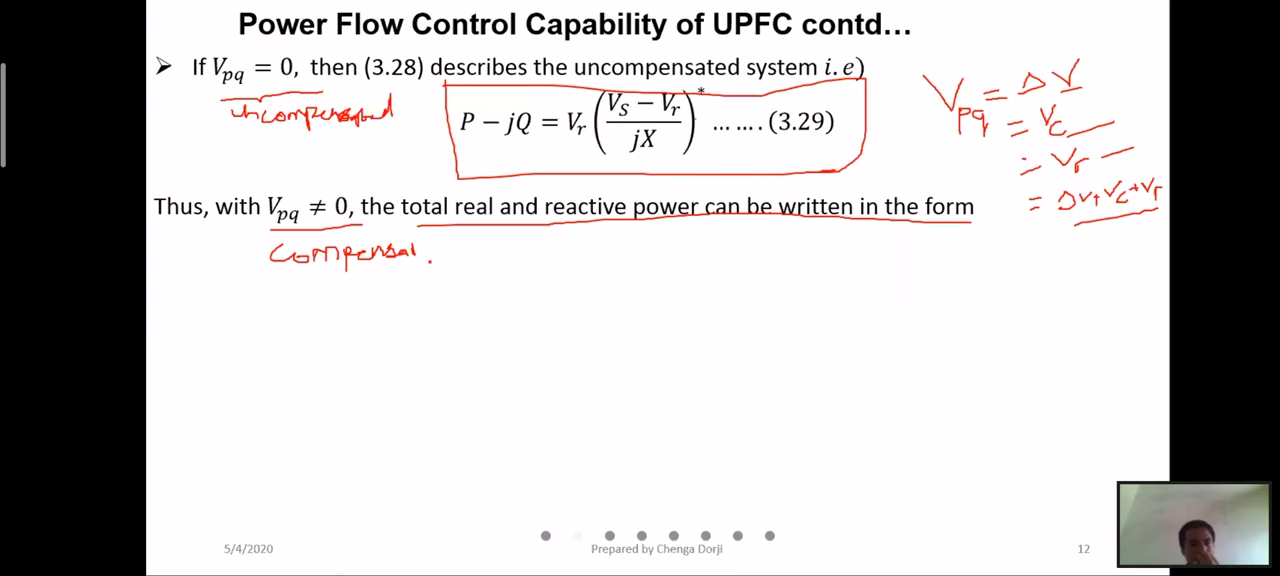 Power Flow Control Capability of UPFC contd…
➢ If V_pq = 0, then (3.28) describes the uncompensated system i.e)
uncompensated
P − jQ = V_r ((V_S − V_r) / jX)^* … … . (3.29)
V_pq = ΔV
= V_C
= V_r
= ΔV + V_C + V_r
Thus, with V_pq ≠ 0, the total real and reactive power can be written in the form
Compensat.
5/4/2020
Prepared by Chenga Dorji
12